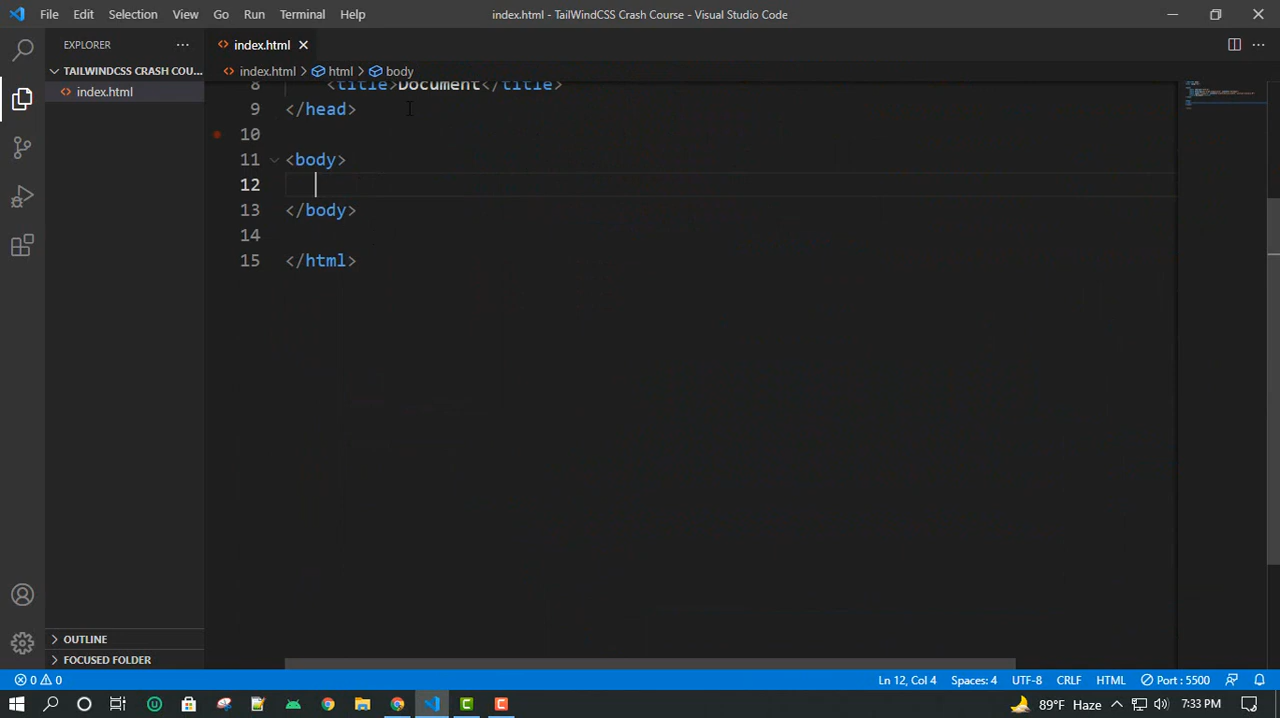 File Edit Selection View Go Run Terminal Help
index.html - TailWindCSS Crash Course - Visual Studio Code
EXPLORER
TAILWINDCSS CRASH COU...
index.html
index.html
index.html > html > body
8 <title>Document</title>
9 </head>
10
11 <body>
12
13 </body>
14
15 </html>
OUTLINE
FOCUSED FOLDER
0 0
Ln 12, Col 4 Spaces: 4 UTF-8 CRLF HTML Port : 5500
89°F Haze 7:33 PM